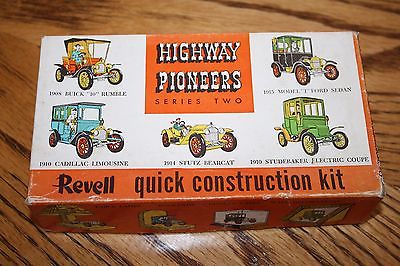 HIGHWAY
PIONEERS
SERIES TWO
1908 BUICK "10" RUMBLE
1915 MODEL "T" FORD SEDAN
1910 CADILLAC LIMOUSINE
1914 STUTZ BEARCAT
1910 STUDEBAKER ELECTRIC COUPE
Revell quick construction kit